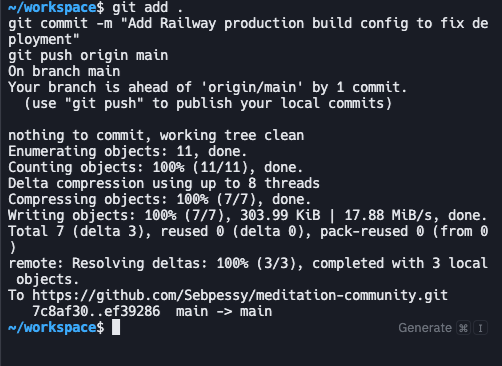 ~/workspace$ git add .
git commit -m "Add Railway production build config to fix de
ployment"
git push origin main
On branch main
Your branch is ahead of 'origin/main' by 1 commit.
  (use "git push" to publish your local commits)

nothing to commit, working tree clean
Enumerating objects: 11, done.
Counting objects: 100% (11/11), done.
Delta compression using up to 8 threads
Compressing objects: 100% (7/7), done.
Writing objects: 100% (7/7), 303.99 KiB | 17.88 MiB/s, done.
Total 7 (delta 3), reused 0 (delta 0), pack-reused 0 (from 0
)
remote: Resolving deltas: 100% (3/3), completed with 3 local
 objects.
To https://github.com/Sebpessy/meditation-community.git
   7c8af30..ef39286  main -> main
~/workspace$ Generate ⌘ I